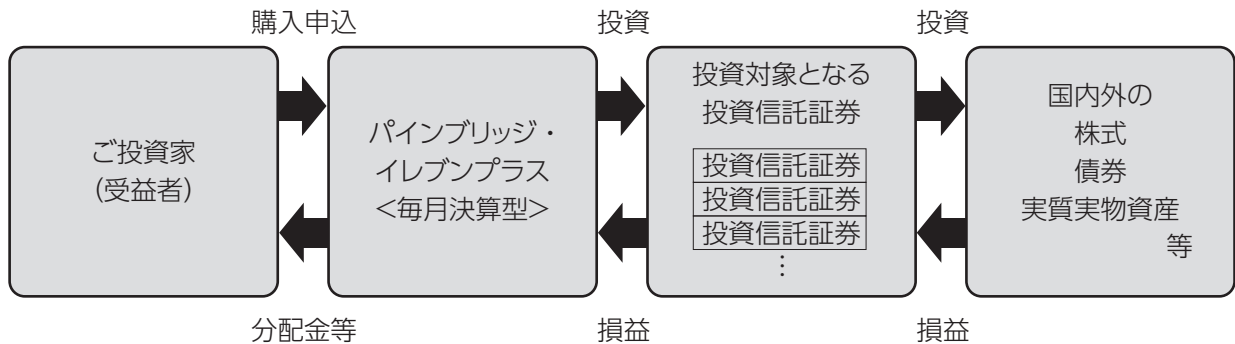 購入申込
投資
投資
ご投資家
(受益者)
パインブリッジ・
イレブンプラス
<毎月決算型>
投資対象となる
投資信託証券
投資信託証券
投資信託証券
投資信託証券
⋮
国内外の
株式
債券
実質実物資産
等
分配金等
損益
損益